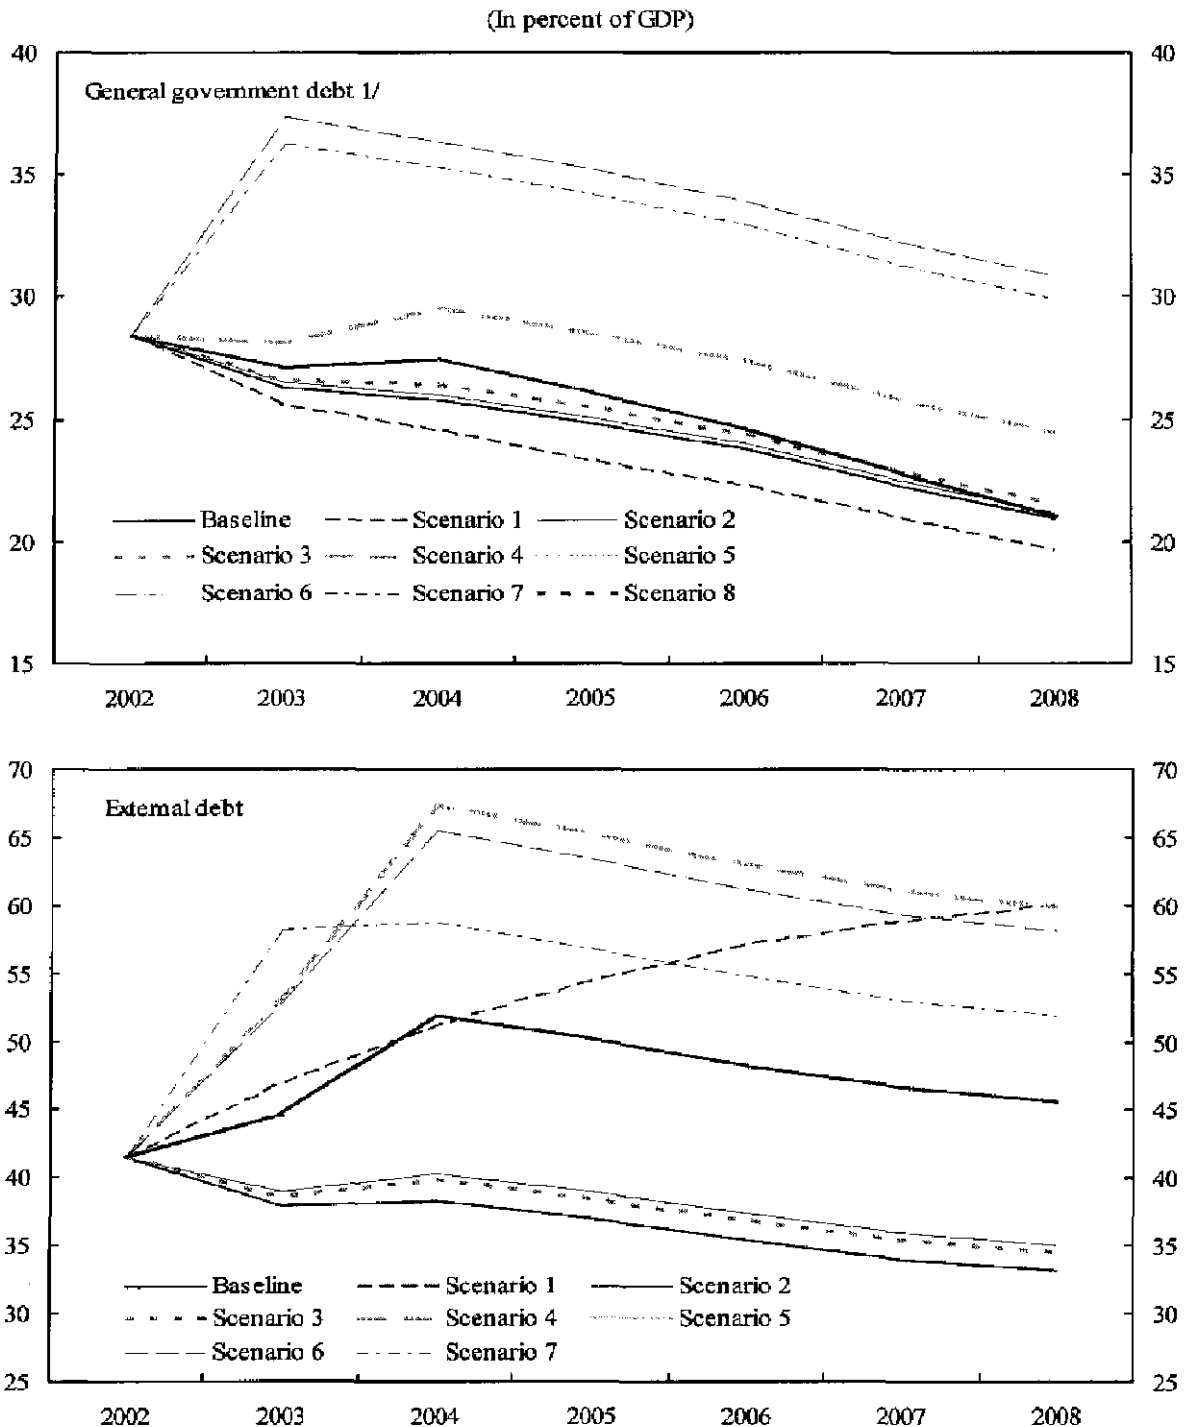 (In percent of GDP)
40 40
General government debt 1/
35 35
30 30
25 25
Baseline Scenario 1 Scenario 2
20 20
Scenario 3 Scenario 4 Scenario 5
Scenario 6 Scenario 7 Scenario 8
15 15
2002 2003 2004 2005 2006 2007 2008
70 70
External debt
65 65
60 60
55 55
50 50
45 45
40 40
35 35
Baseline Scenario 1 Scenario 2
30 30
Scenario 3 Scenario 4 Scenario 5
Scenario 6 Scenario 7
25 25
2002 2003 2004 2005 2006 2007 2008